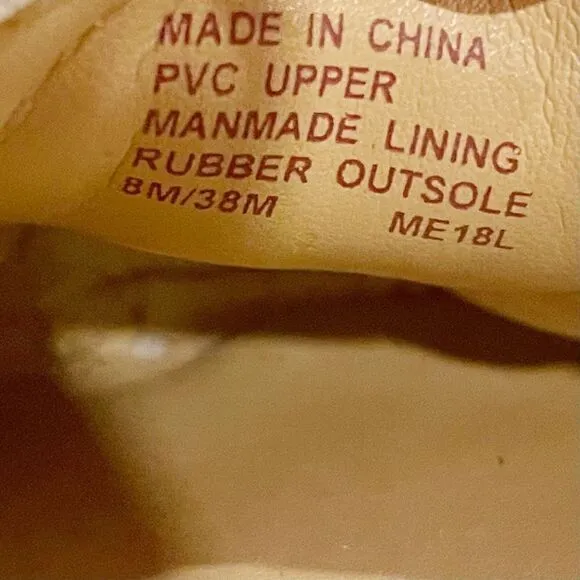 MADE IN CHINA
PVC UPPER
MANMADE LINING
RUBBER OUTSOLE
8M/38M ME18L